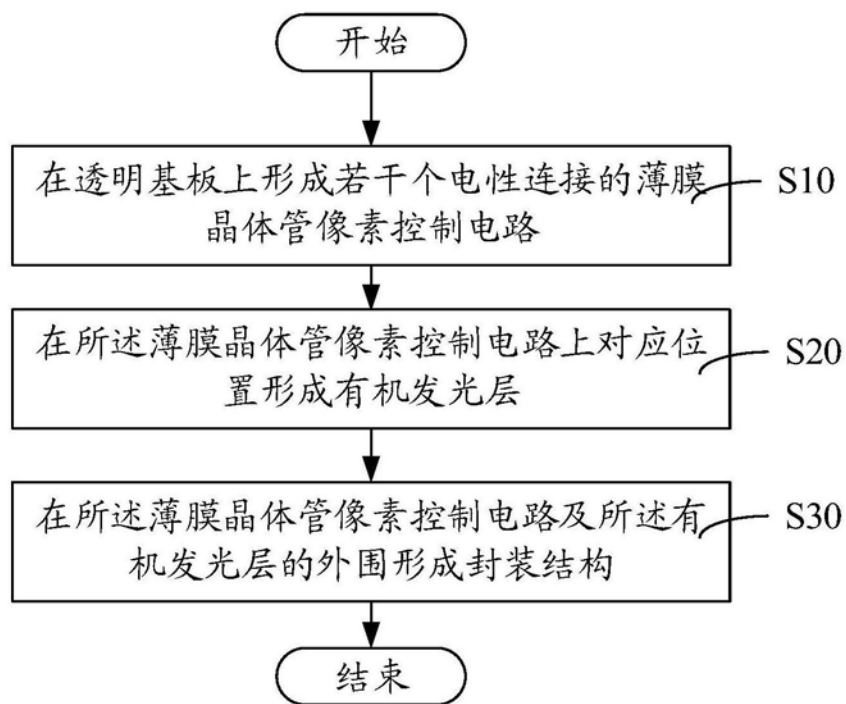 开始
在透明基板上形成若干个电性连接的薄膜
晶体管像素控制电路
S10
在所述薄膜晶体管像素控制电路上对应位
置形成有机发光层
S20
在所述薄膜晶体管像素控制电路及所述有
机发光层的外围形成封装结构
S30
结束